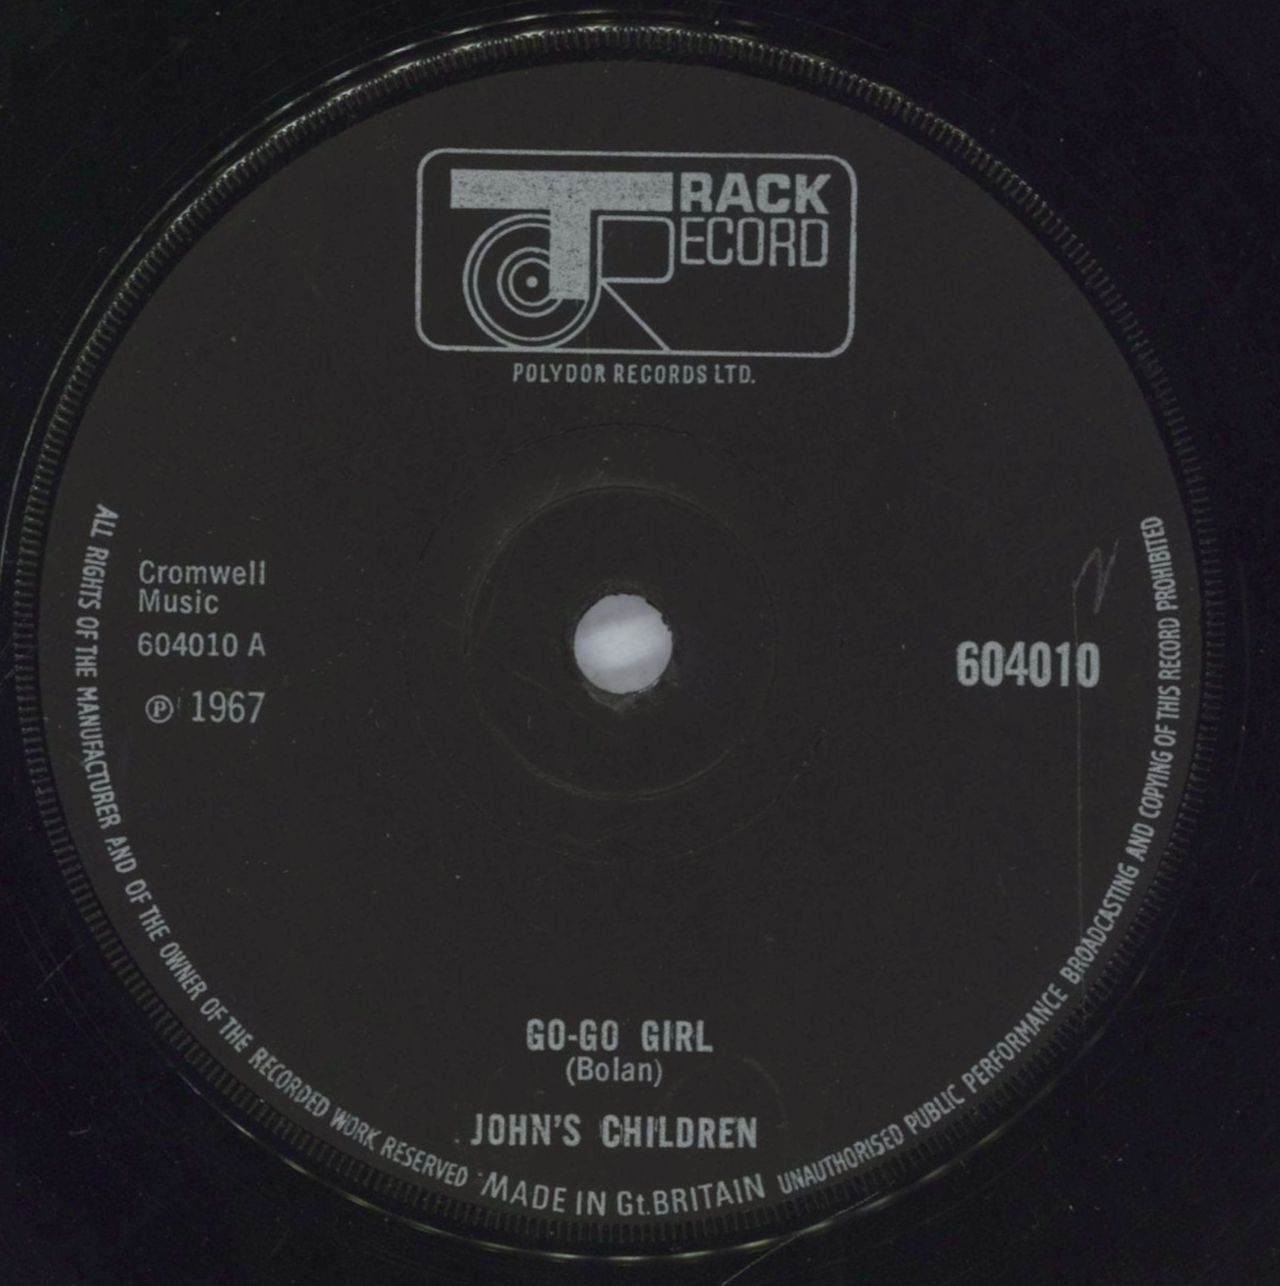 TRACK
RECORD
POLYDOR RECORDS LTD.
Cromwell
Music
604010 A
℗ 1967
604010
GO-GO GIRL
(Bolan)
JOHN'S CHILDREN
ALL RIGHTS OF THE MANUFACTURER AND OF THE OWNER OF THE RECORDED WORK RESERVED MADE IN Gt. BRITAIN UNAUTHORISED PUBLIC PERFORMANCE BROADCASTING AND COPYING OF THIS RECORD PROHIBITED